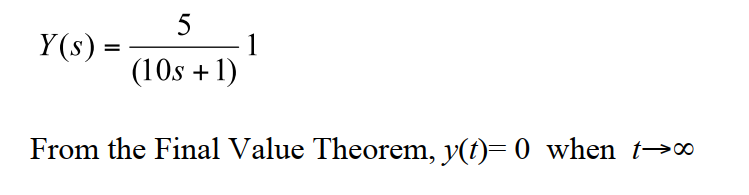 Y(s) = 5/(10s + 1) 1
From the Final Value Theorem, y(t)= 0 when t→∞